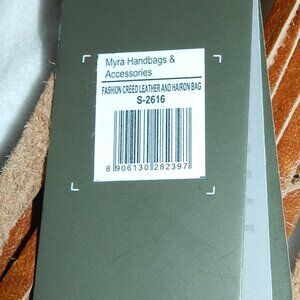 Myra Handbags &
Accessories
FASHION CREED LEATHER AND HAIRON BAG
S-2616
8 906130 282397